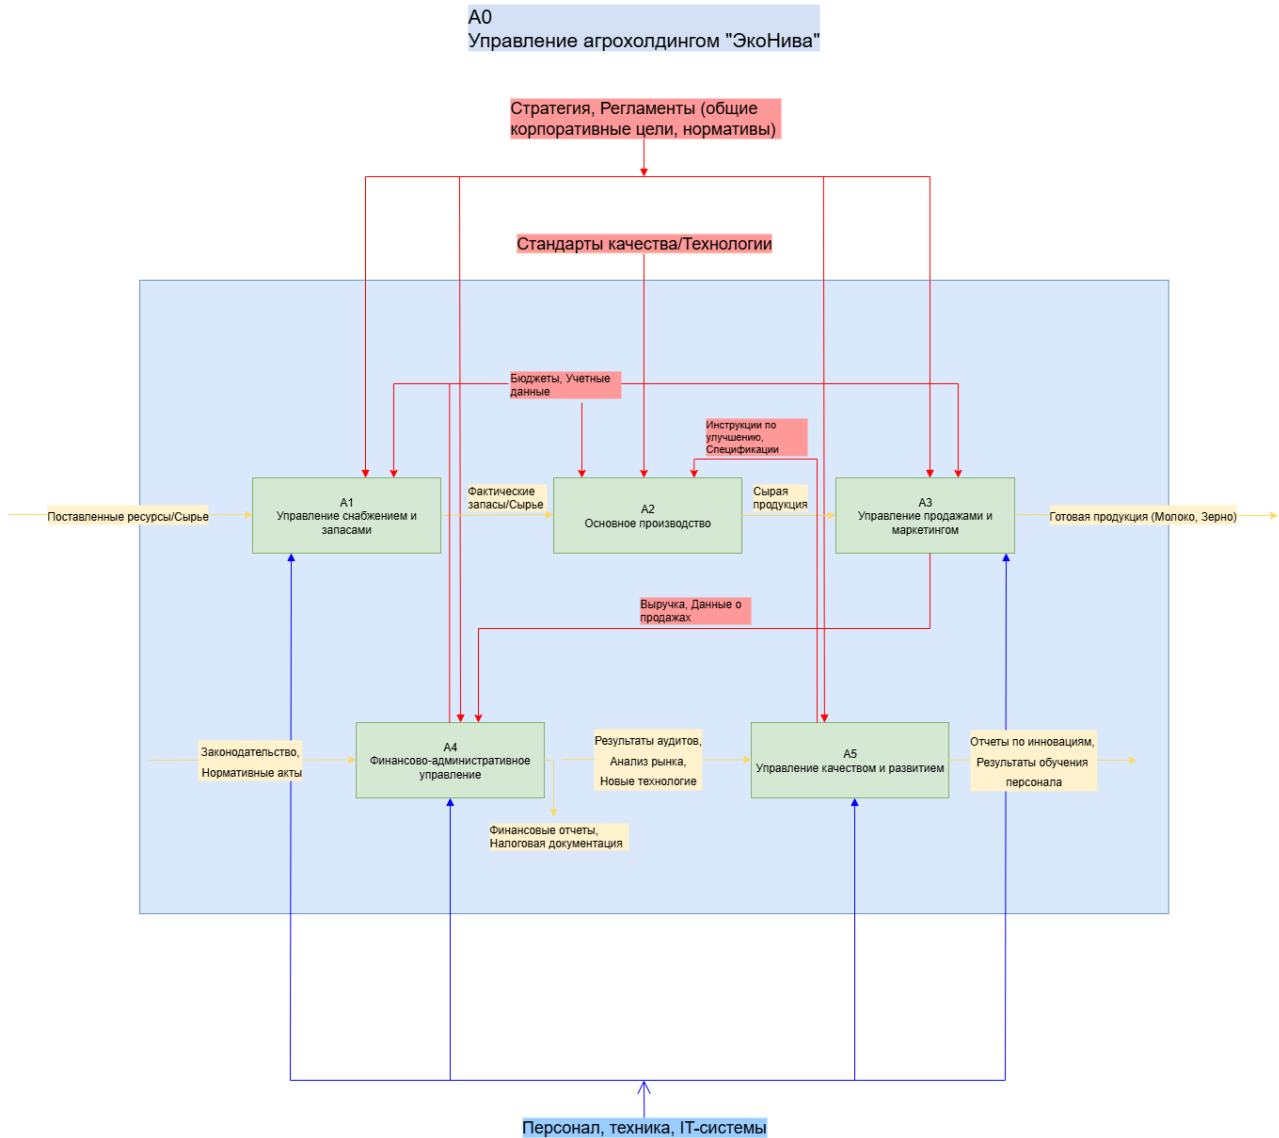 A0
Управление агрохолдингом "ЭкоНива"
Стратегия, Регламенты (общие
корпоративные цели, нормативы)
Стандарты качества/Технологии
Бюджеты, Учетные
данные
Инструкции по
улучшению,
Спецификации
Поставленные ресурсы/Сырье
A1
Управление снабжением и
запасами
Фактические
запасы/Сырье
A2
Основное производство
Сырая
продукция
A3
Управление продажами и
маркетингом
Готовая продукция (Молоко, Зерно)
Выручка, Данные о
продажах
Законодательство,
Нормативные акты
A4
Финансово-административное
управление
Результаты аудитов,
Анализ рынка,
Новые технологие
A5
Управление качеством и развитием
Отчеты по инновациям,
Результаты обучения
персонала
Финансовые отчеты,
Налоговая документация
Персонал, техника, IT-системы